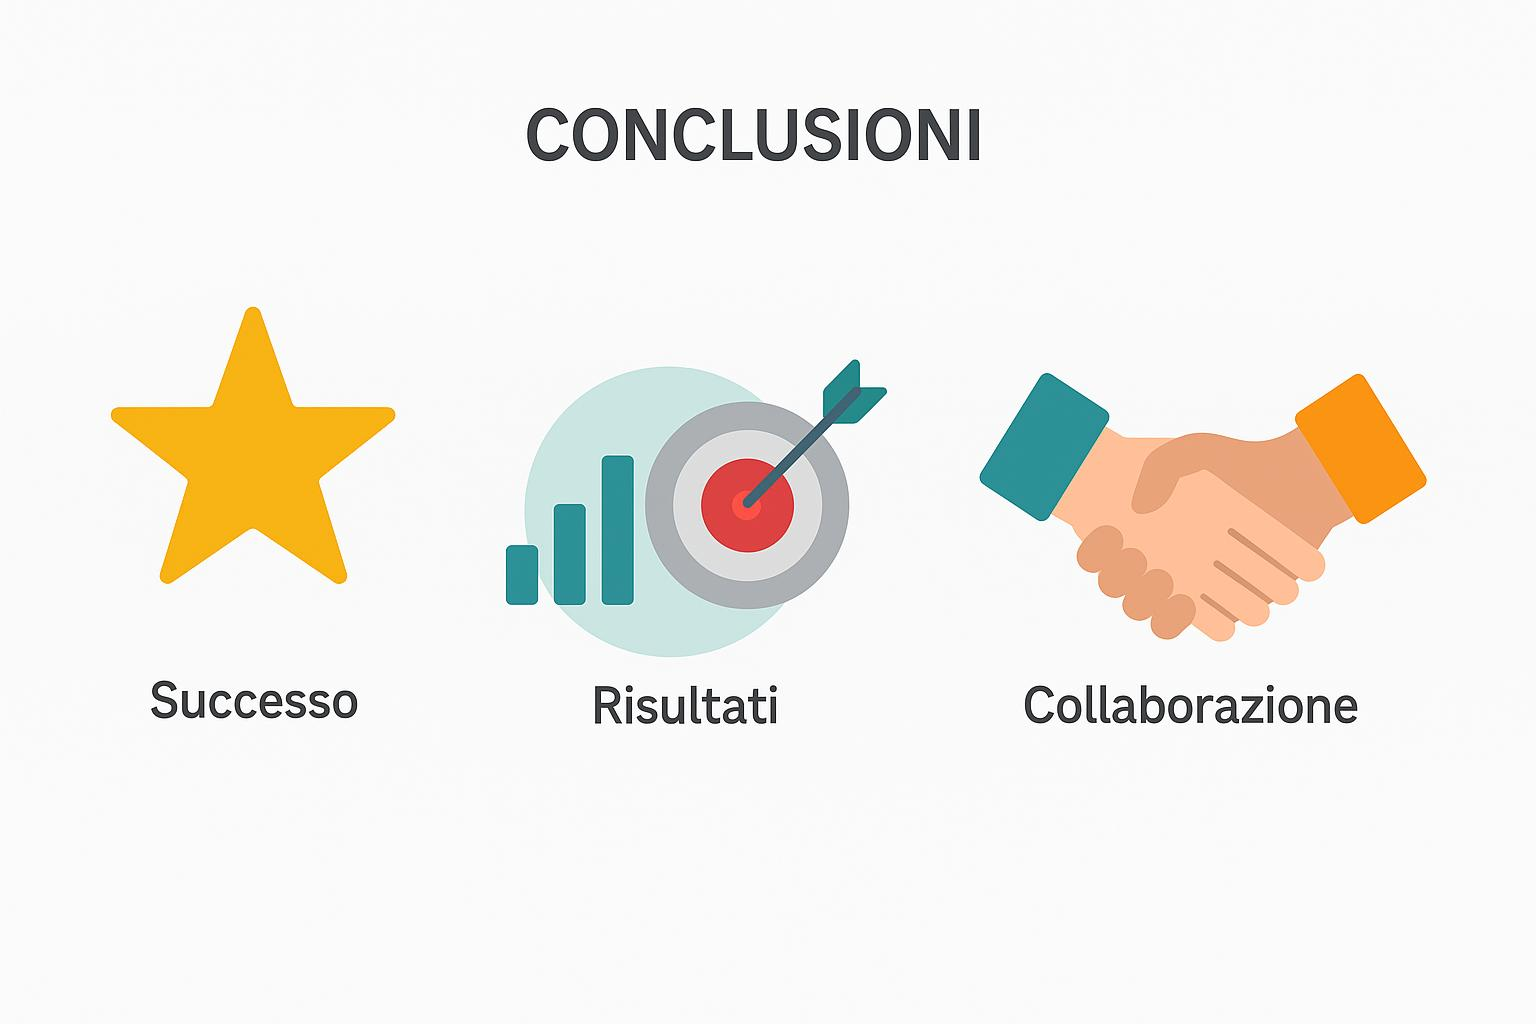 CONCLUSIONI
Successo
Risultati
Collaborazione